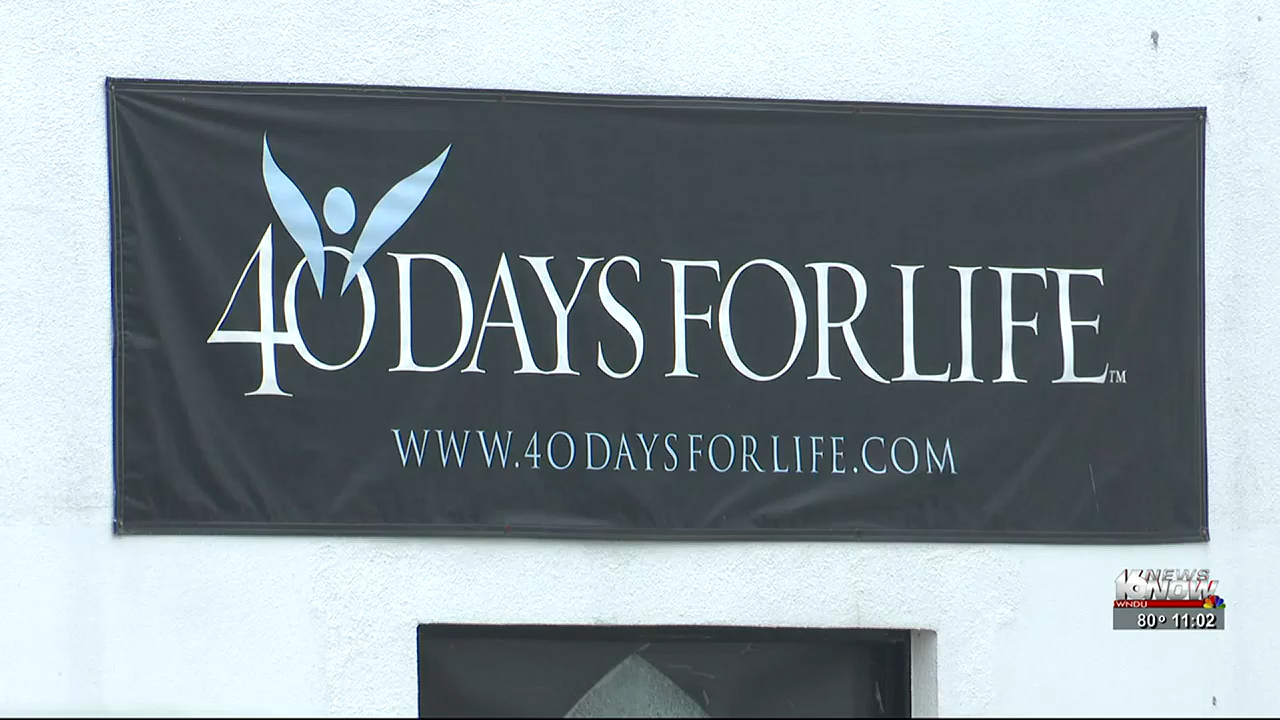 40 DAYS FOR LIFE™
WWW.40DAYSFORLIFE.COM
16 NEWS NOW
WNDU
80° 11:02